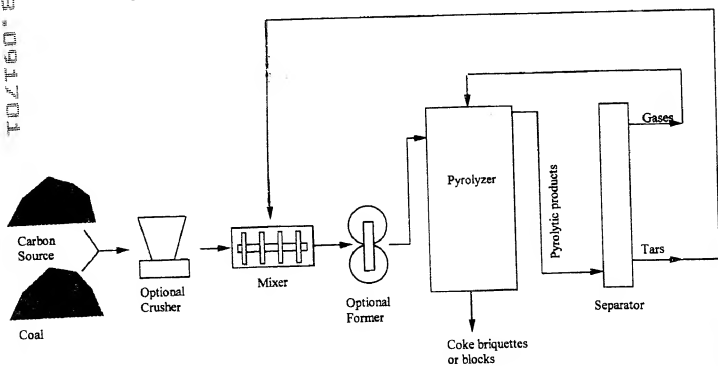 Gases
Pyrolyzer
Pyrolytic products
Carbon
Source
Tars
Mixer
Optional
Crusher
Optional
Former
Separator
Coal
Coke briquettes
or blocks